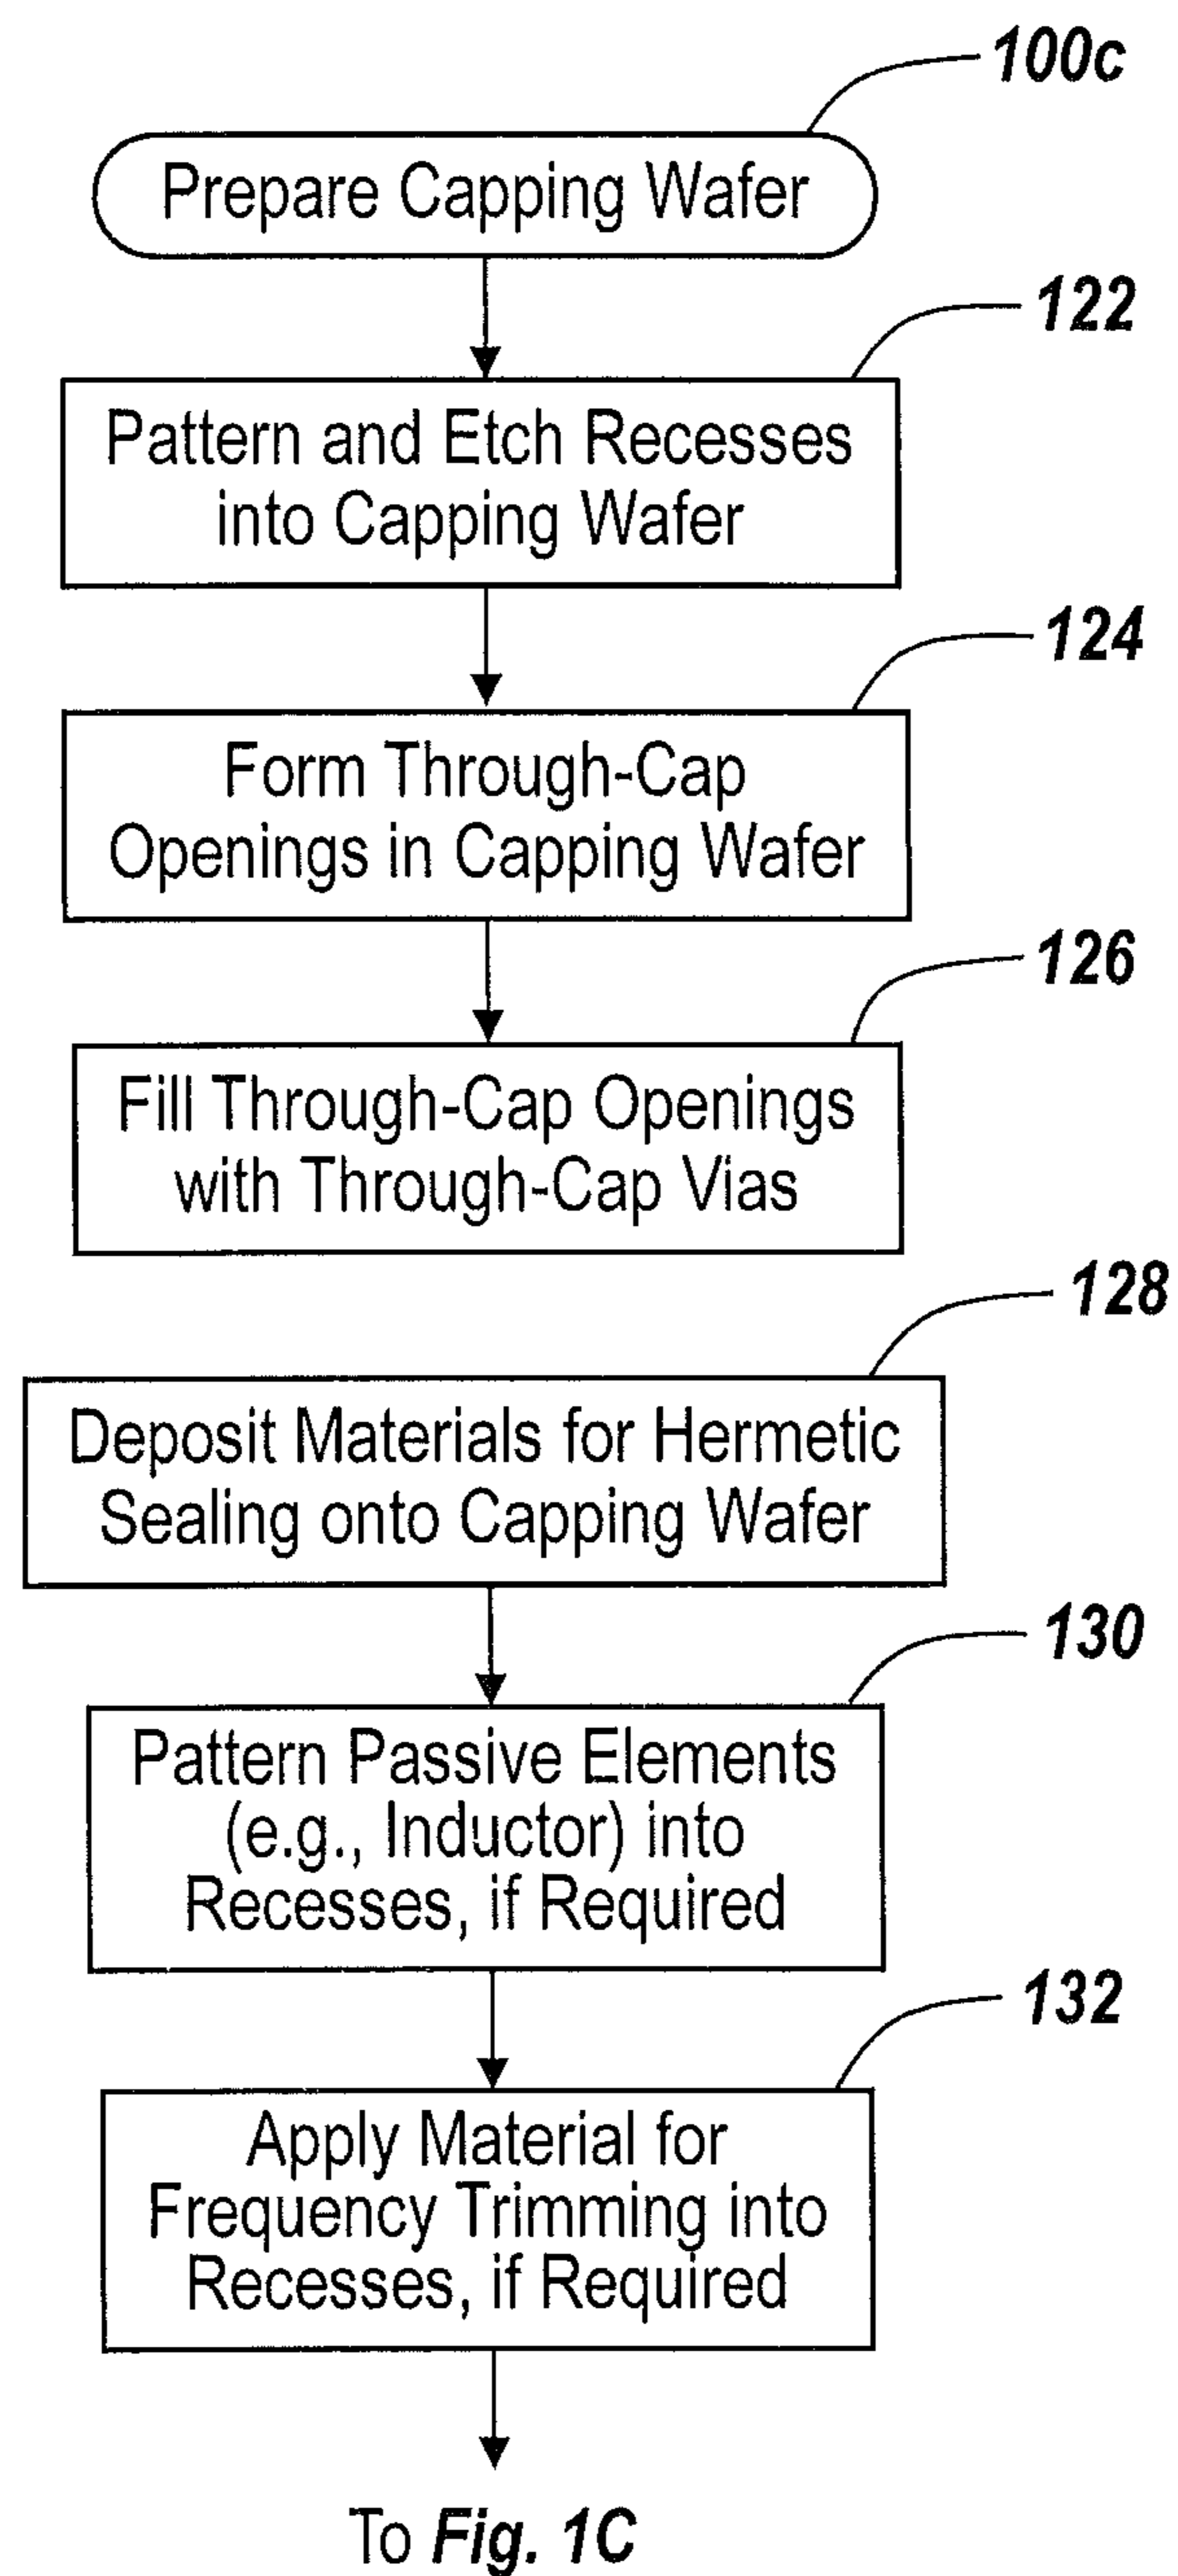 100c
Prepare Capping Wafer
122
Pattern and Etch Recesses
into Capping Wafer
124
Form Through-Cap
Openings in Capping Wafer
126
Fill Through-Cap Openings
with Through-Cap Vias
128
Deposit Materials for Hermetic
Sealing onto Capping Wafer
130
Pattern Passive Elements
(e.g., Inductor) into
Recesses, if Required
132
Apply Material for
Frequency Trimming into
Recesses, if Required
To Fig. 1C